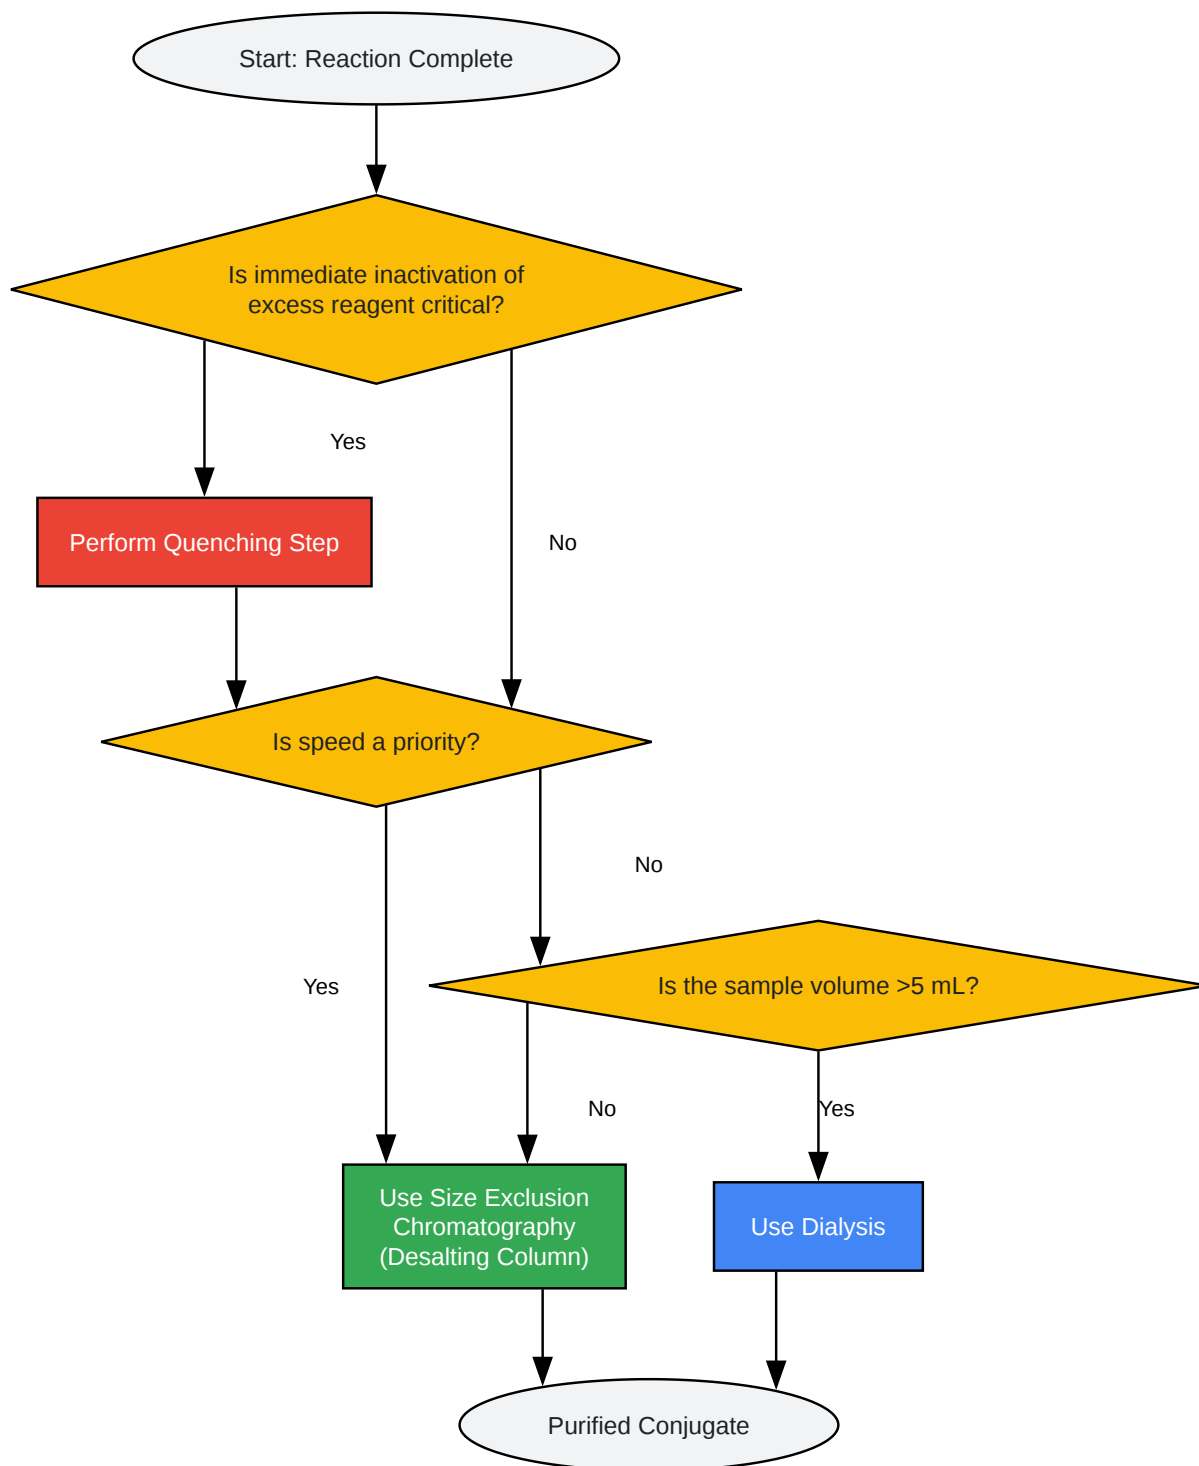 Start: Reaction Complete
Is immediate inactivation of
excess reagent critical?
Yes
Perform Quenching Step
No
Is speed a priority?
No
Yes
Is the sample volume >5 mL?
No
Yes
Use Size Exclusion
Chromatography
(Desalting Column)
Use Dialysis
Purified Conjugate